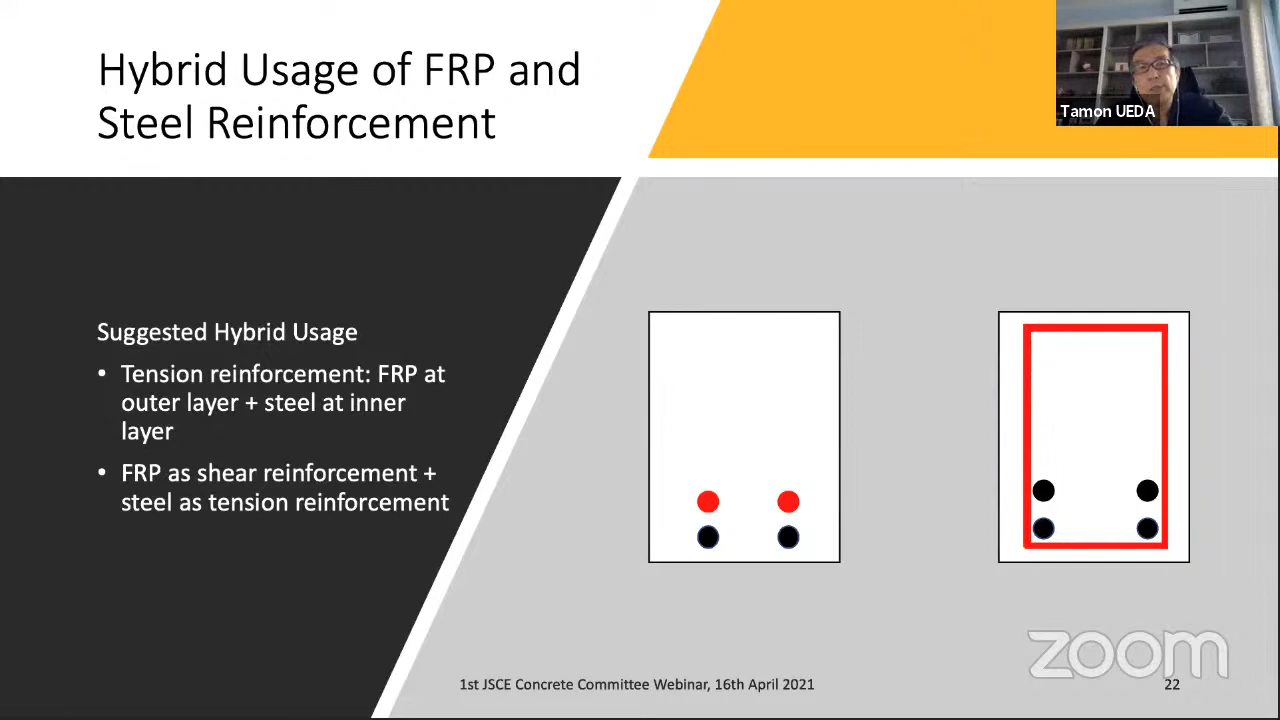 Hybrid Usage of FRP and
Steel Reinforcement
Tamon UEDA
Suggested Hybrid Usage
• Tension reinforcement: FRP at
outer layer + steel at inner
layer
• FRP as shear reinforcement +
steel as tension reinforcement
zoom
1st JSCE Concrete Committee Webinar, 16th April 2021
22